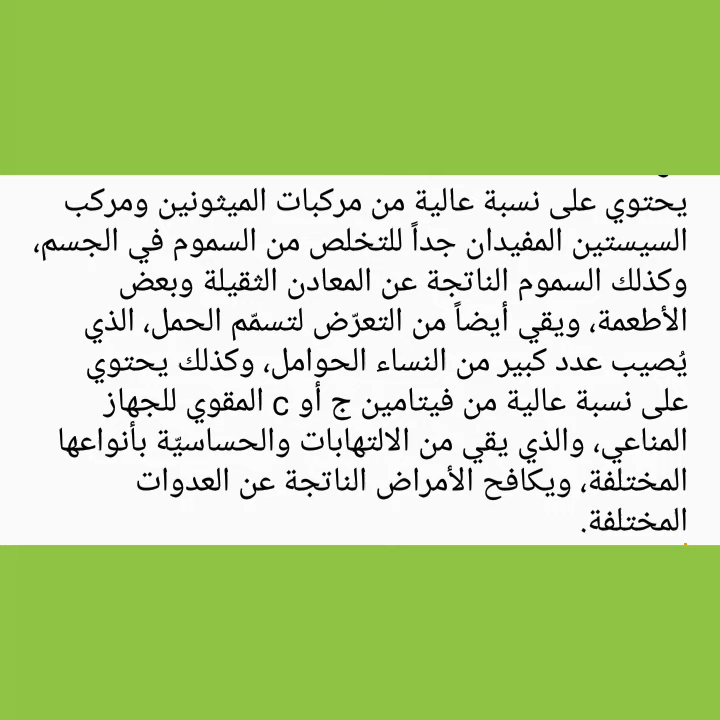 يحتوي على نسبة عالية من مركبات الميثونين ومركب
السيستين المفيدان جداً للتخلص من السموم في الجسم،
وكذلك السموم الناتجة عن المعادن الثقيلة وبعض
الأطعمة، ويقي أيضاً من التعرّض لتسمّم الحمل، الذي
يُصيب عدد كبير من النساء الحوامل، وكذلك يحتوي
على نسبة عالية من فيتامين ج أو c المقوي للجهاز
المناعي، والذي يقي من الالتهابات والحساسيّة بأنواعها
المختلفة، ويكافح الأمراض الناتجة عن العدوات
المختلفة.